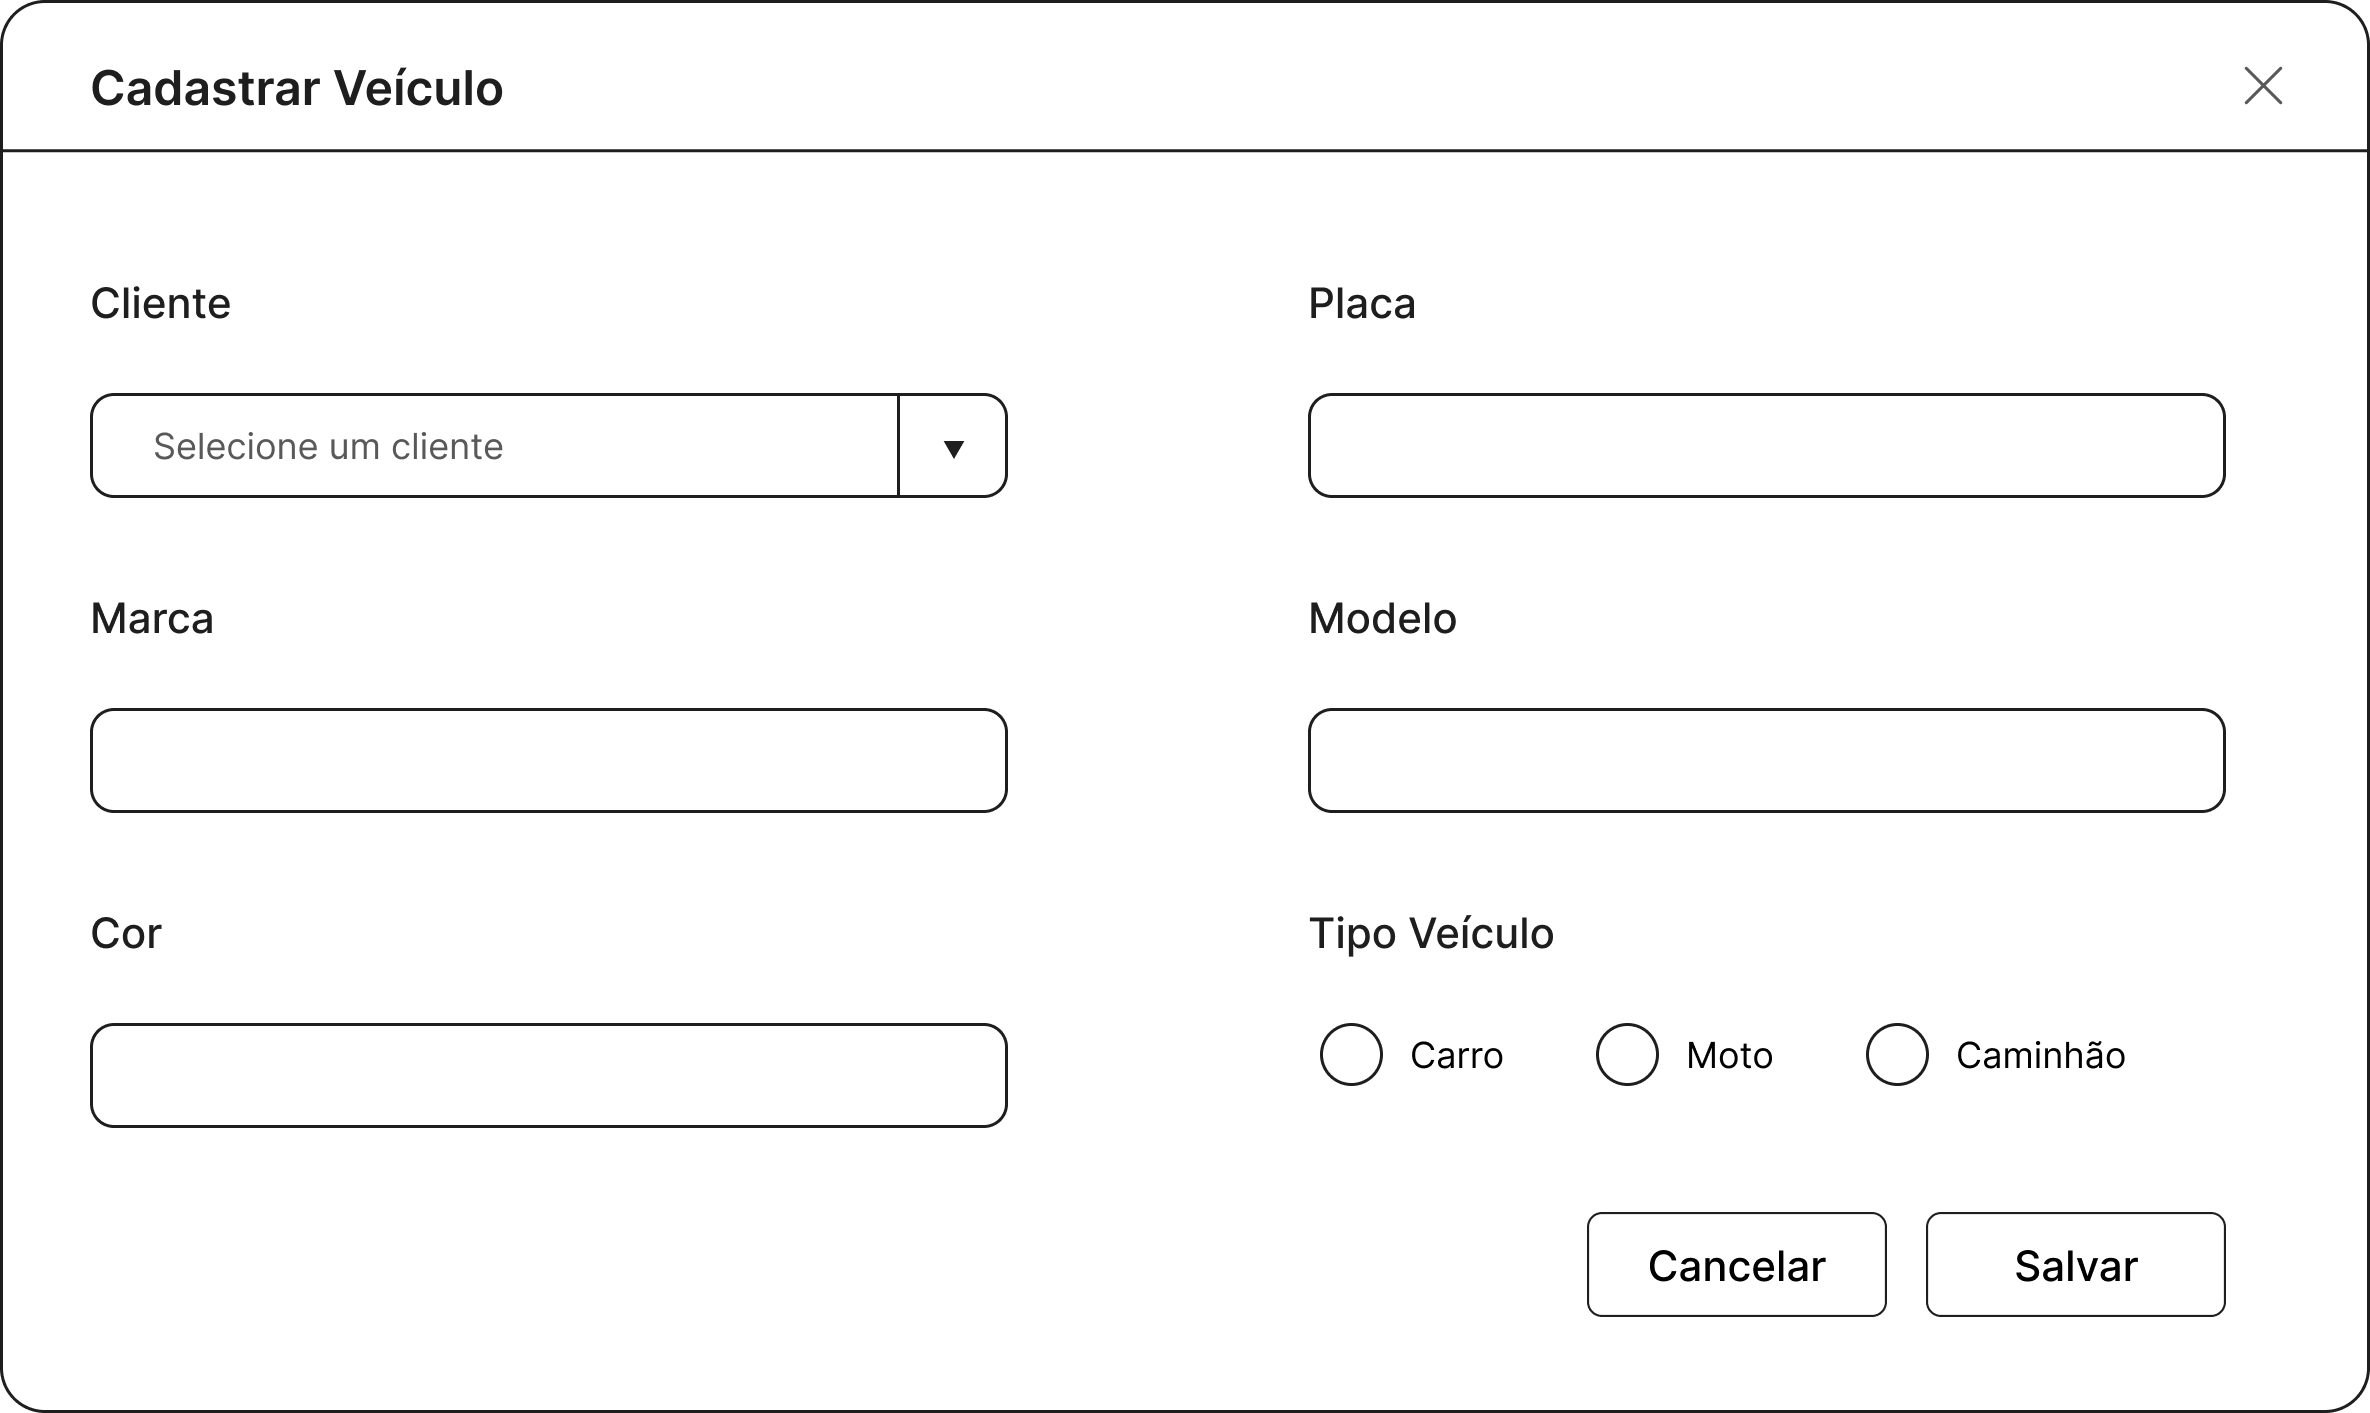 Cadastrar Veículo
Cliente
Placa
Selecione um cliente
Marca
Modelo
Cor
Tipo Veículo
Carro
Moto
Caminhão
Cancelar
Salvar